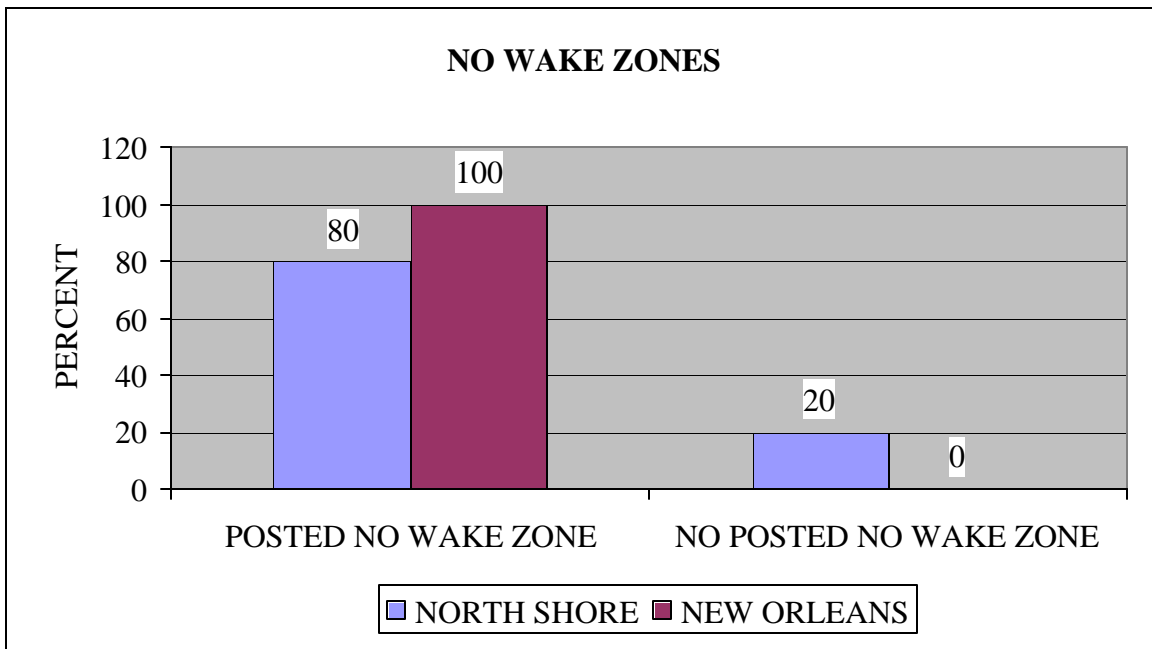 NO WAKE ZONES
120
100
80
60
40
20
0
PERCENT
80
100
20
0
POSTED NO WAKE ZONE
NO POSTED NO WAKE ZONE
NORTH SHORE
NEW ORLEANS